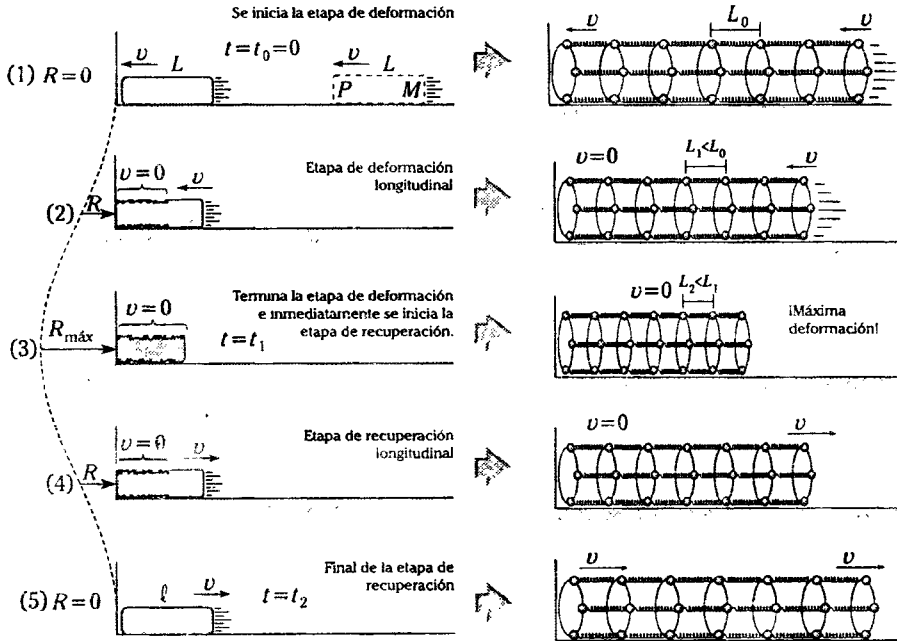 Se inicia la etapa de deformación
v
L
t = t₀ = 0
v
L
(1) R = 0
P M
v
L₀
v
Etapa de deformación
longitudinal
v = 0
v
(2) R
v = 0
L₁<L₀
v
Termina la etapa de deformación
e inmediatamente se inicia la
etapa de recuperación.
v = 0
t = t₁
(3) Rmáx
v = 0
L₂<L₁
¡Máxima
deformación!
Etapa de recuperación
longitudinal
v = 0
v
(4) R
v = 0
v
Final de la etapa de
recuperación
ℓ
v
t = t₂
(5) R = 0
v
v